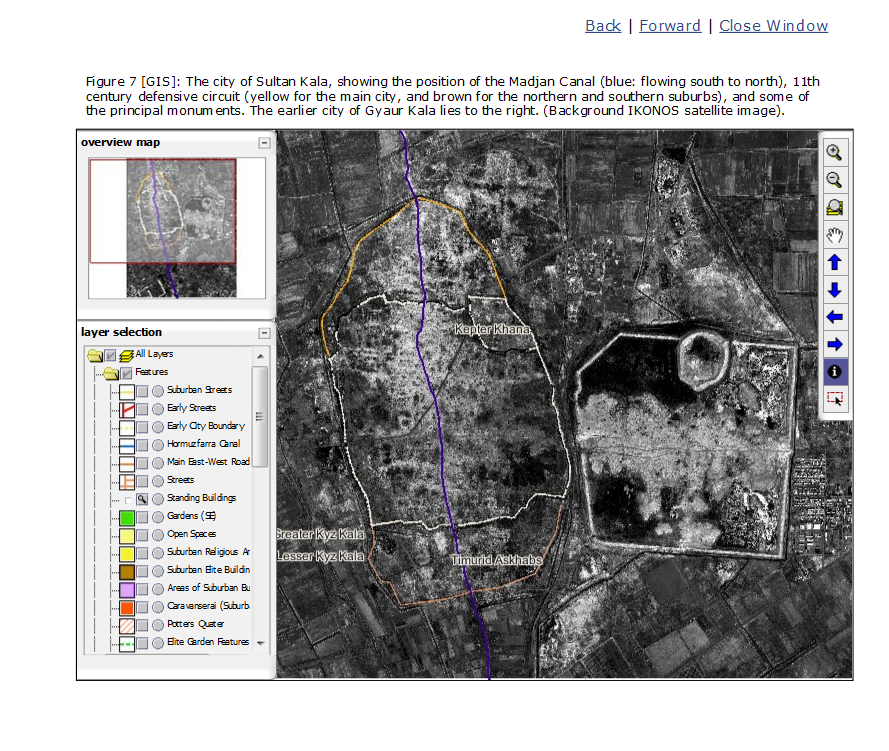 Back | Forward | Close Window
Figure 7 [GIS]: The city of Sultan Kala, showing the position of the Madjan Canal (blue: flowing south to north), 11th
century defensive circuit (yellow for the main city, and brown for the northern and southern suburbs), and some of
the principal monuments. The earlier city of Gyaur Kala lies to the right. (Background IKONOS satellite image).
overview map
layer selection
All Layers
Features
Suburban Streets
Early Streets
Early City Boundary
Hormuzfarra Canal
Main East-West Road
Streets
Standing Buildings
Gardens (SE)
Open Spaces
Suburban Religious Ar
Suburban Elite Buildin
Areas of Suburban Bu
Caravanserai (Suburb
Potters Quater
Elite Garden Features
Kepter Khana
Greater Kyz Kala
Lesser Kyz Kala
Timurid Askhabs